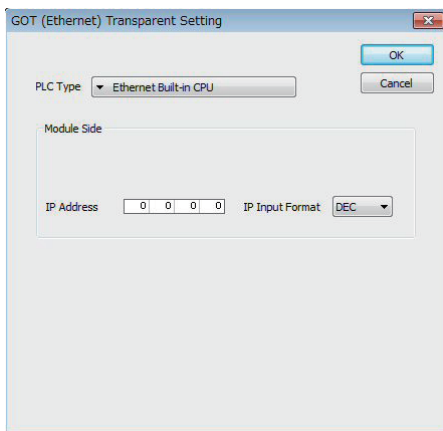 GOT (Ethernet) Transparent Setting
OK
PLC Type Ethernet Built-in CPU Cancel
Module Side
IP Address 0 0 0 0 IP Input Format DEC